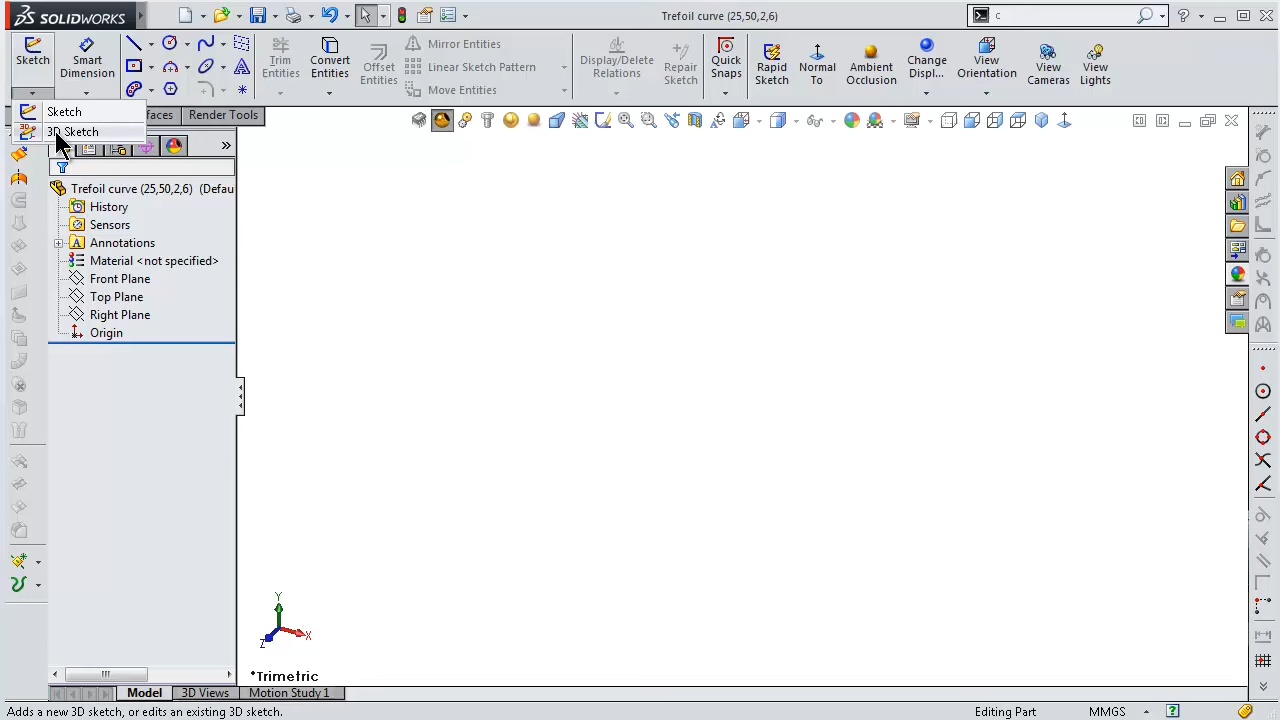 SOLIDWORKS
Trefoil curve (25,50,2,6)
c
Sketch
Smart
Dimension
Trim
Entities
Convert
Entities
Offset
Entities
Mirror Entities
Linear Sketch Pattern
Move Entities
Display/Delete
Relations
Repair
Sketch
Quick
Snaps
Rapid
Sketch
Normal
To
Ambient
Occlusion
Change
Displ...
View
Orientation
View
Cameras
View
Lights
Sketch
3D Sketch
faces
Render Tools
Trefoil curve (25,50,2,6) (Defau
History
Sensors
Annotations
Material <not specified>
Front Plane
Top Plane
Right Plane
Origin
Y
X
Z
*Trimetric
Model
3D Views
Motion Study 1
Adds a new 3D sketch, or edits an existing 3D sketch.
Editing Part
MMGS